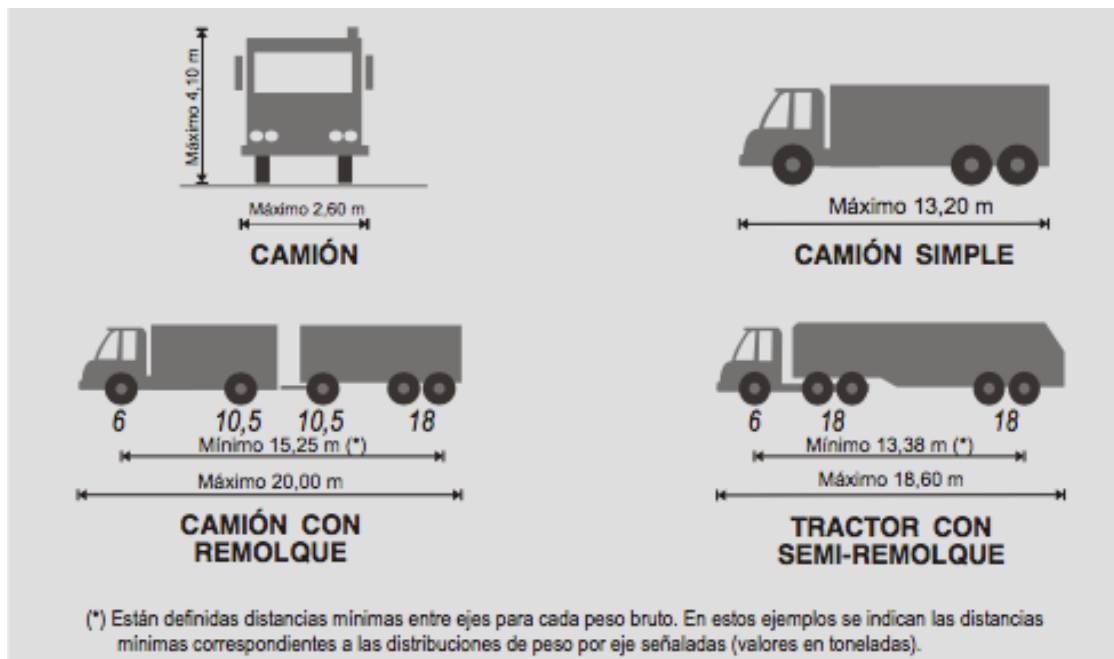 Máximo 4,10 m
Máximo 2,60 m
CAMIÓN
Máximo 13,20 m
CAMIÓN SIMPLE
6 10,5 10,5 18
Mínimo 15,25 m (*)
Máximo 20,00 m
CAMIÓN CON
REMOLQUE
6 18 18
Mínimo 13,38 m (*)
Máximo 18,60 m
TRACTOR CON
SEMI-REMOLQUE
(*) Están definidas distancias mínimas entre ejes para cada peso bruto. En estos ejemplos se indican las distancias
mínimas correspondientes a las distribuciones de peso por eje señaladas (valores en toneladas).